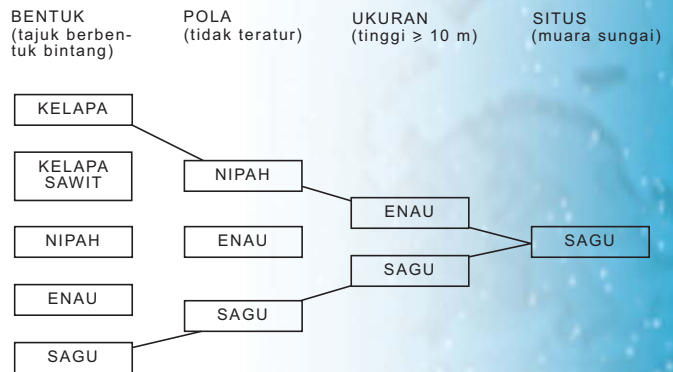 BENTUK
(tajuk berben-
tuk bintang)
POLA
(tidak teratur)
UKURAN
(tinggi ≥ 10 m)
SITUS
(muara sungai)
KELAPA
KELAPA
SAWIT
NIPAH
ENAU
SAGU
NIPAH
ENAU
SAGU
ENAU
SAGU
SAGU